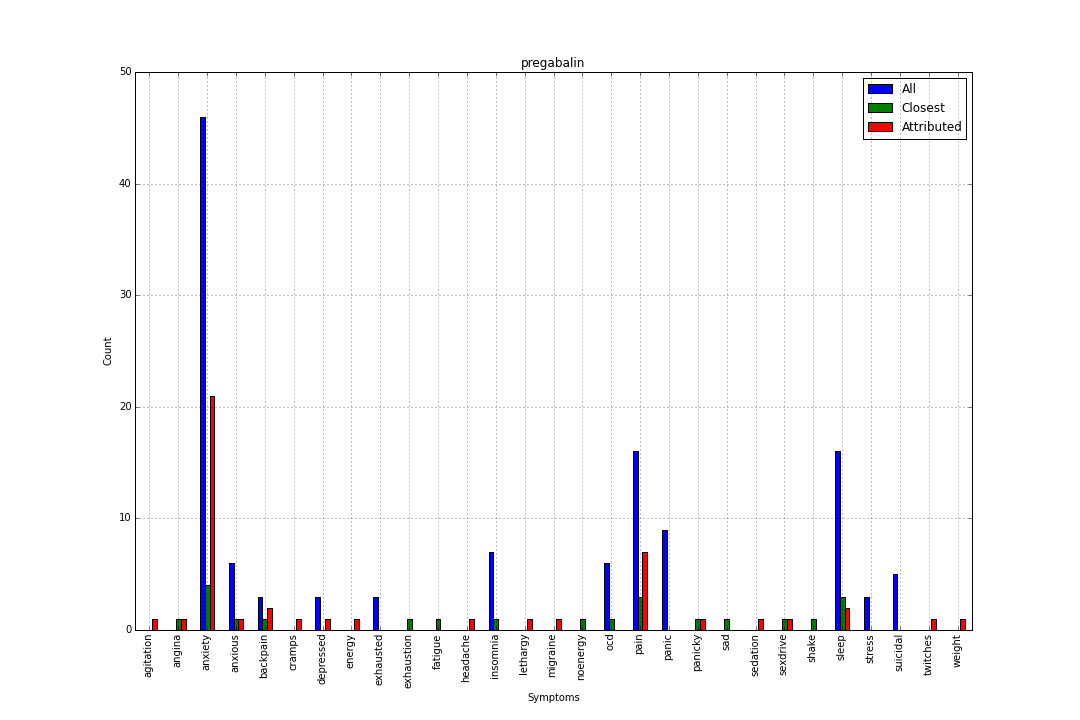 pregabalin
50
40
30
20
10
0
Count
All
Closest
Attributed
agitation
angina
anxiety
anxious
backpain
cramps
depressed
energy
exhausted
exhaustion
fatigue
headache
insomnia
lethargy
migraine
noenergy
ocd
pain
panic
panicky
sad
sedation
sexdrive
shake
sleep
stress
suicidal
twitches
weight
Symptoms